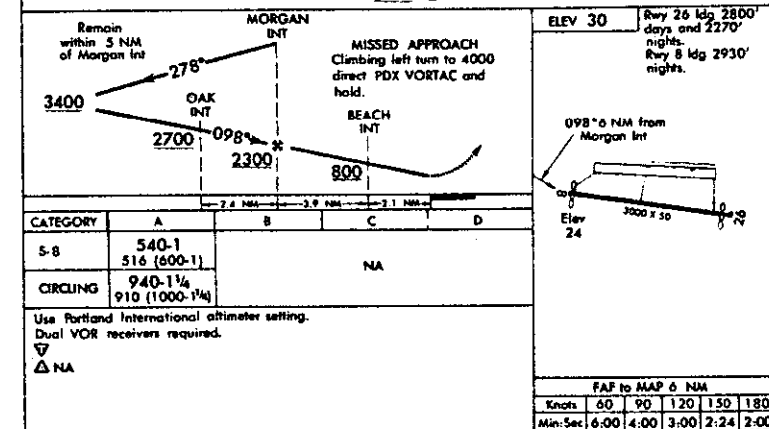 Remain
within 5 NM
of Morgan Int
MORGAN
INT
278°
3400
OAK
INT
2700
098°
2300
MISSED APPROACH
Climbing left turn to 4000
direct PDX VORTAC and
hold.
BEACH
INT
800
2.4 NM
3.9 NM
2.1 NM
CATEGORY A B C D
S-8 540-1
516 (600-1)
NA
CIRCLING 940-1¼
910 (1000-1¼)
Use Portland International altimeter setting.
Dual VOR receivers required.
T
A NA
ELEV 30
Rwy 26 ldg 2800'
days and 2270'
nights.
Rwy 8 ldg 2930'
nights.
098° 6 NM from
Morgan Int
8
Elev
24
3000 X 50
26
FAF to MAP 6 NM
Knots 60 90 120 150 180
Min:Sec 6:00 4:00 3:00 2:24 2:00